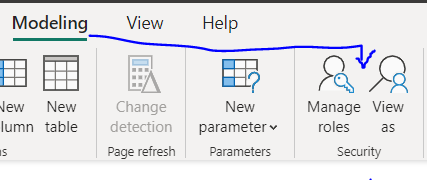 Modeling View Help
New New Change New Manage View
column table detection parameter roles as
Page refresh Parameters Security